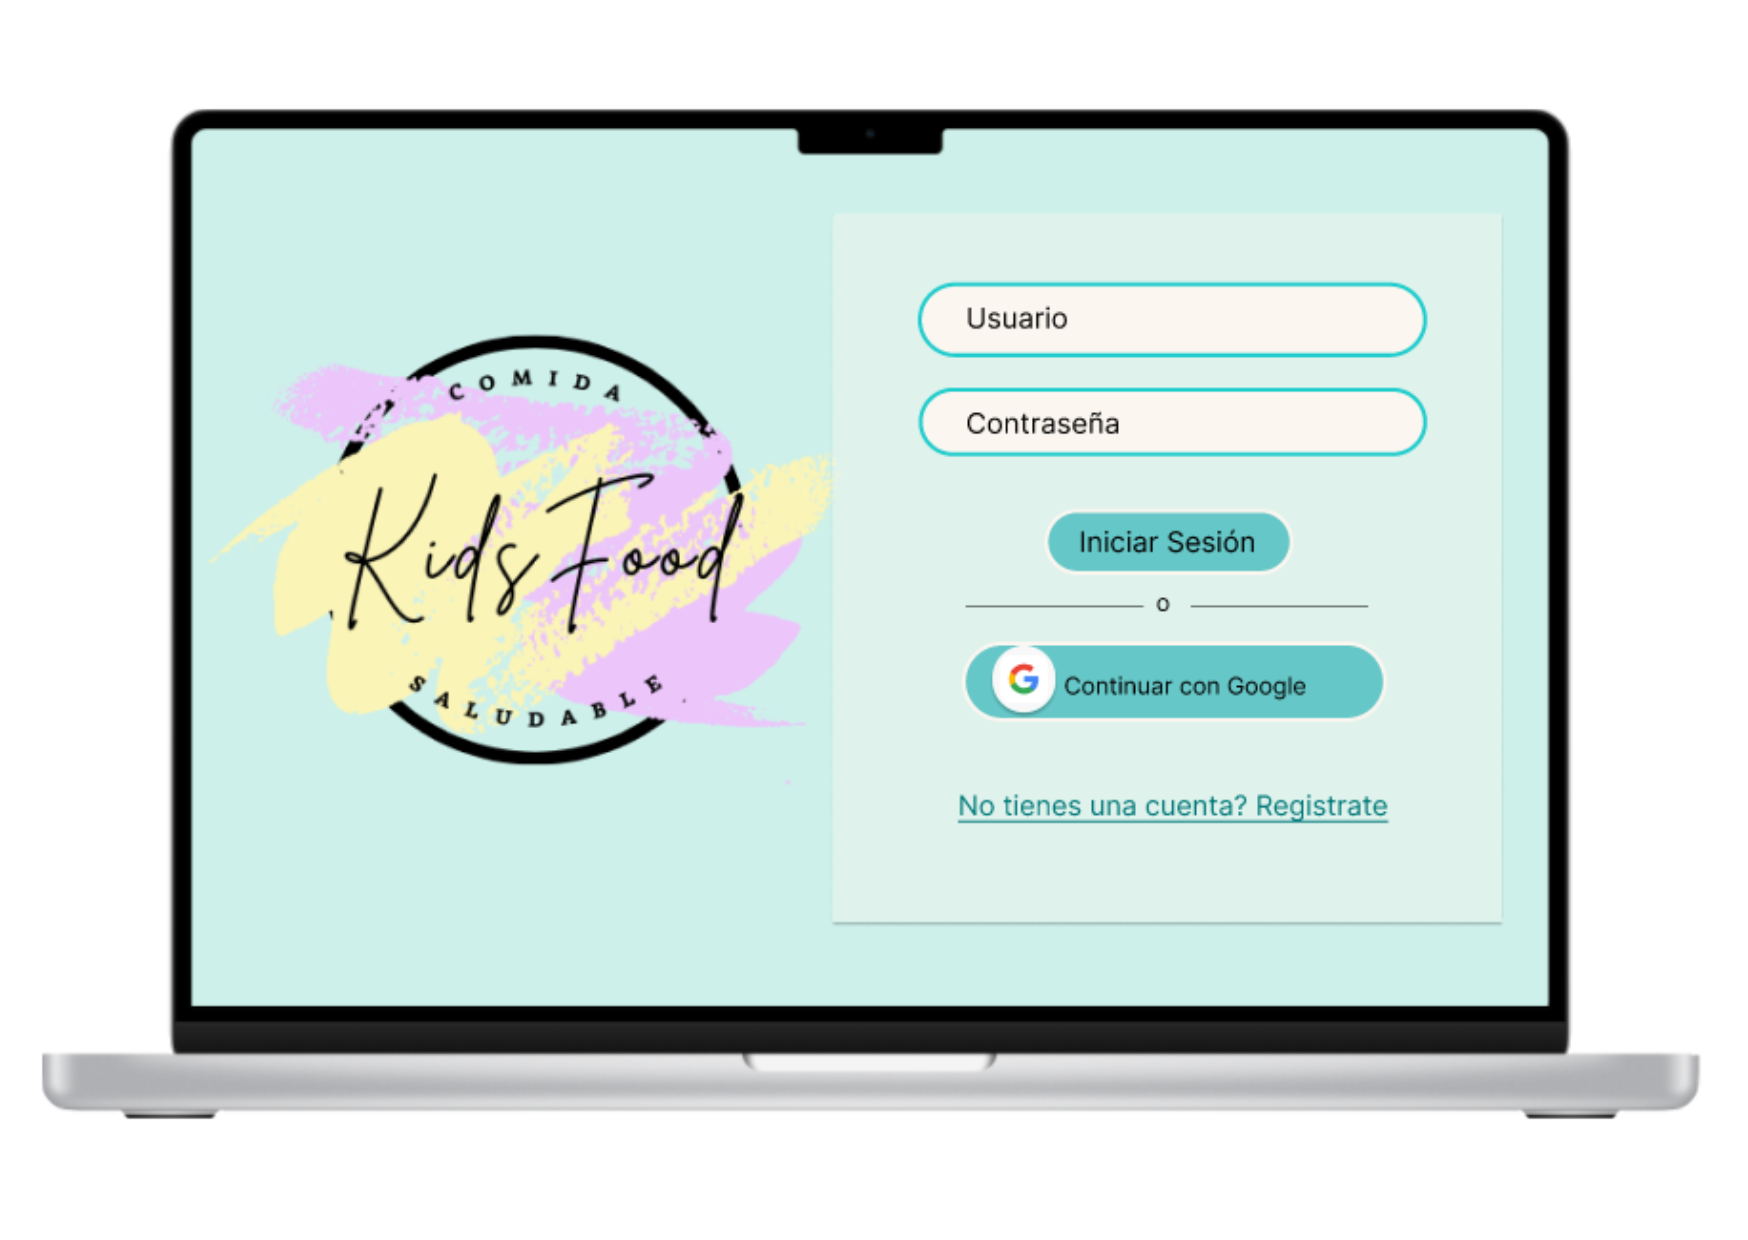 COMIDA
Kids Food
SALUDABLE
Usuario
Contraseña
Iniciar Sesión
o
G Continuar con Google
No tienes una cuenta? Registrate